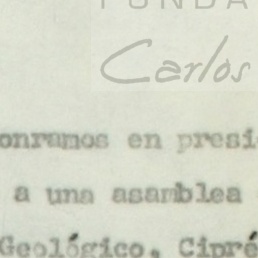 FUNDA
Carlos
onramos en presi
a una asamblea
Geológico, Cipré